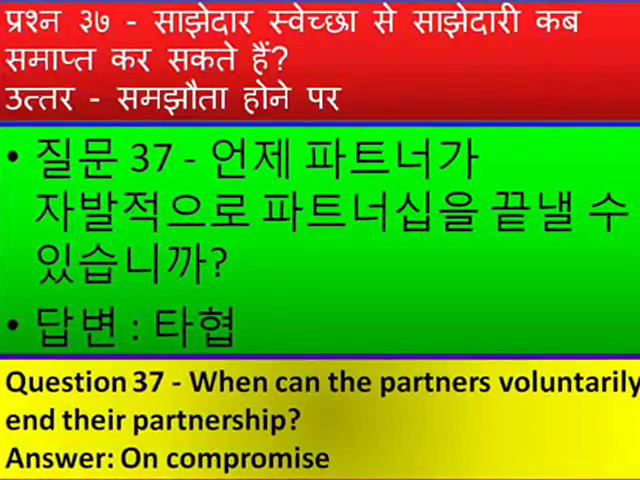 प्रश्न ३७ - साझेदार स्वेच्छा से साझेदारी कब
समाप्त कर सकते हैं?
उत्तर - समझौता होने पर
• 질문 37 - 언제 파트너가
자발적으로 파트너십을 끝낼 수
있습니까?
• 답변 : 타협
Question 37 - When can the partners voluntarily
end their partnership?
Answer: On compromise